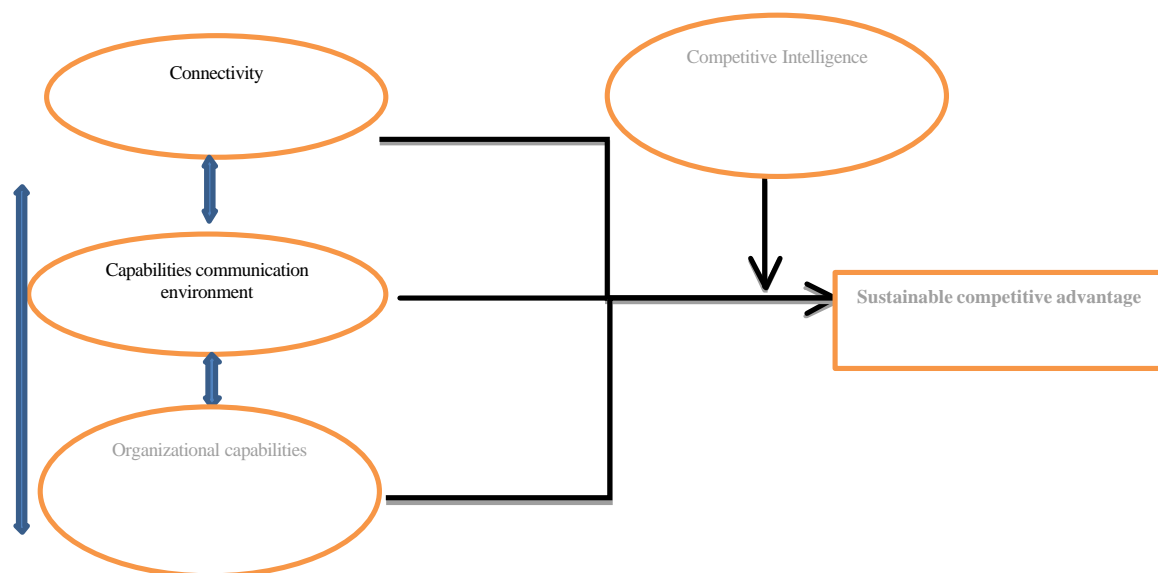 Connectivity
Competitive Intelligence
Capabilities communication
environment
Sustainable competitive advantage
Organizational capabilities